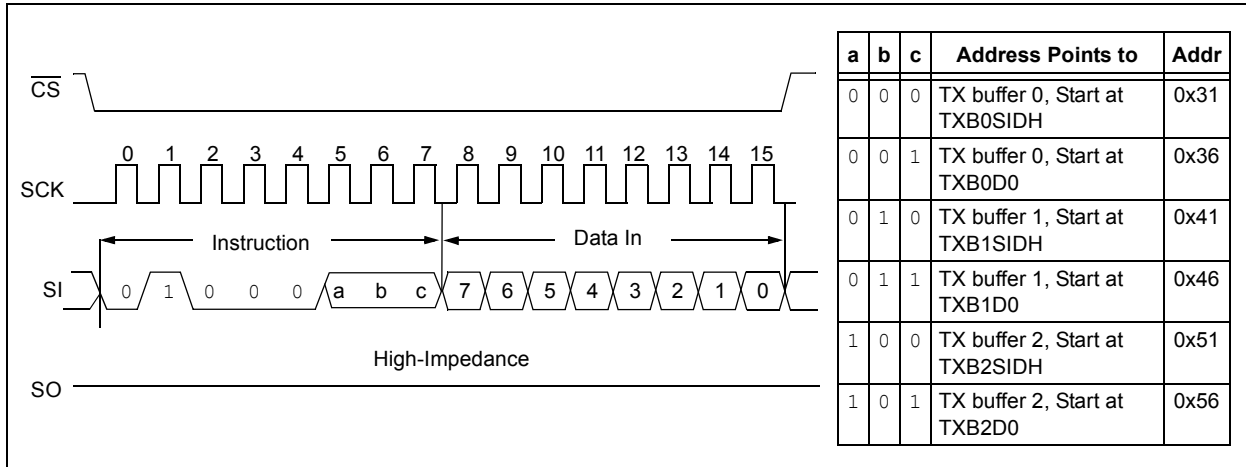 CS
0 1 2 3 4 5 6 7 8 9 10 11 12 13 14 15
SCK
Instruction Data In
SI 0 1 0 0 0 a b c 7 6 5 4 3 2 1 0
High-Impedance
SO
a b c Address Points to Addr
0 0 0 TX buffer 0, Start at 0x31
TXB0SIDH
0 0 1 TX buffer 0, Start at 0x36
TXB0D0
0 1 0 TX buffer 1, Start at 0x41
TXB1SIDH
0 1 1 TX buffer 1, Start at 0x46
TXB1D0
1 0 0 TX buffer 2, Start at 0x51
TXB2SIDH
1 0 1 TX buffer 2, Start at 0x56
TXB2D0